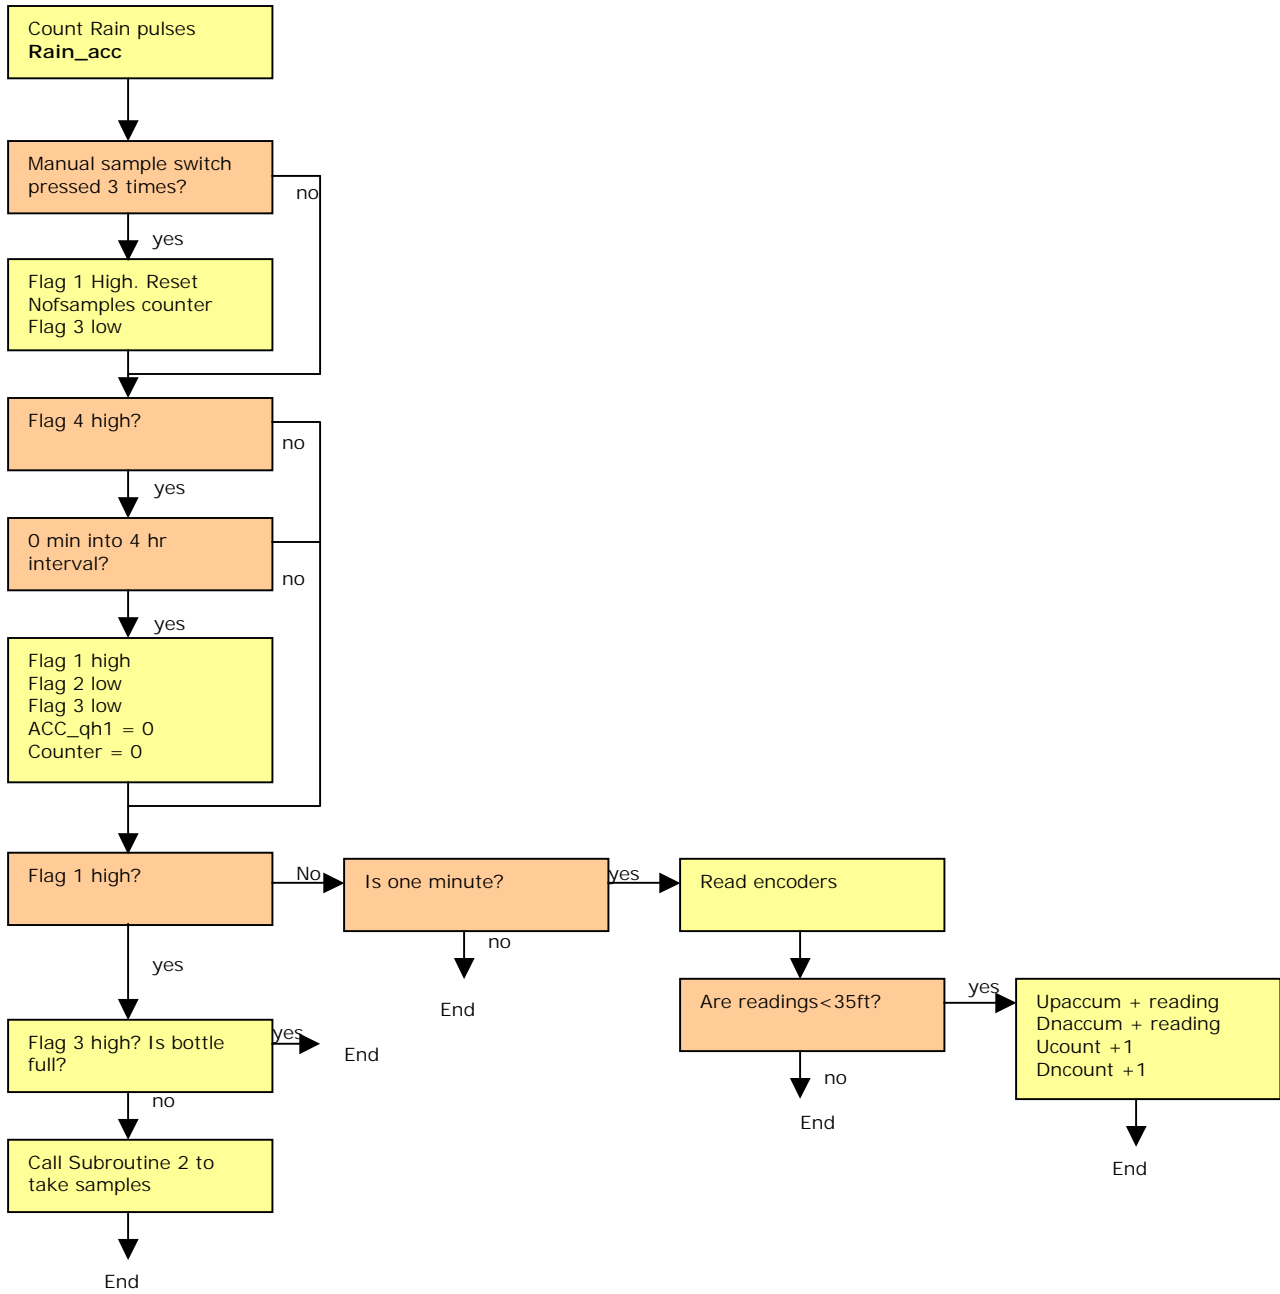 Count Rain pulses
Rain_acc
Manual sample switch
pressed 3 times?
no
yes
Flag 1 High. Reset
Nofsamples counter
Flag 3 low
Flag 4 high?
no
yes
0 min into 4 hr
interval?
no
yes
Flag 1 high
Flag 2 low
Flag 3 low
ACC_qh1 = 0
Counter = 0
Flag 1 high?
No
Is one minute?
yes
Read encoders
no
End
yes
Are readings<35ft?
yes
Upaccum + reading
Dnaccum + reading
Ucount +1
Dncount +1
no
End
End
Flag 3 high? Is bottle
full?
yes
End
no
Call Subroutine 2 to
take samples
End